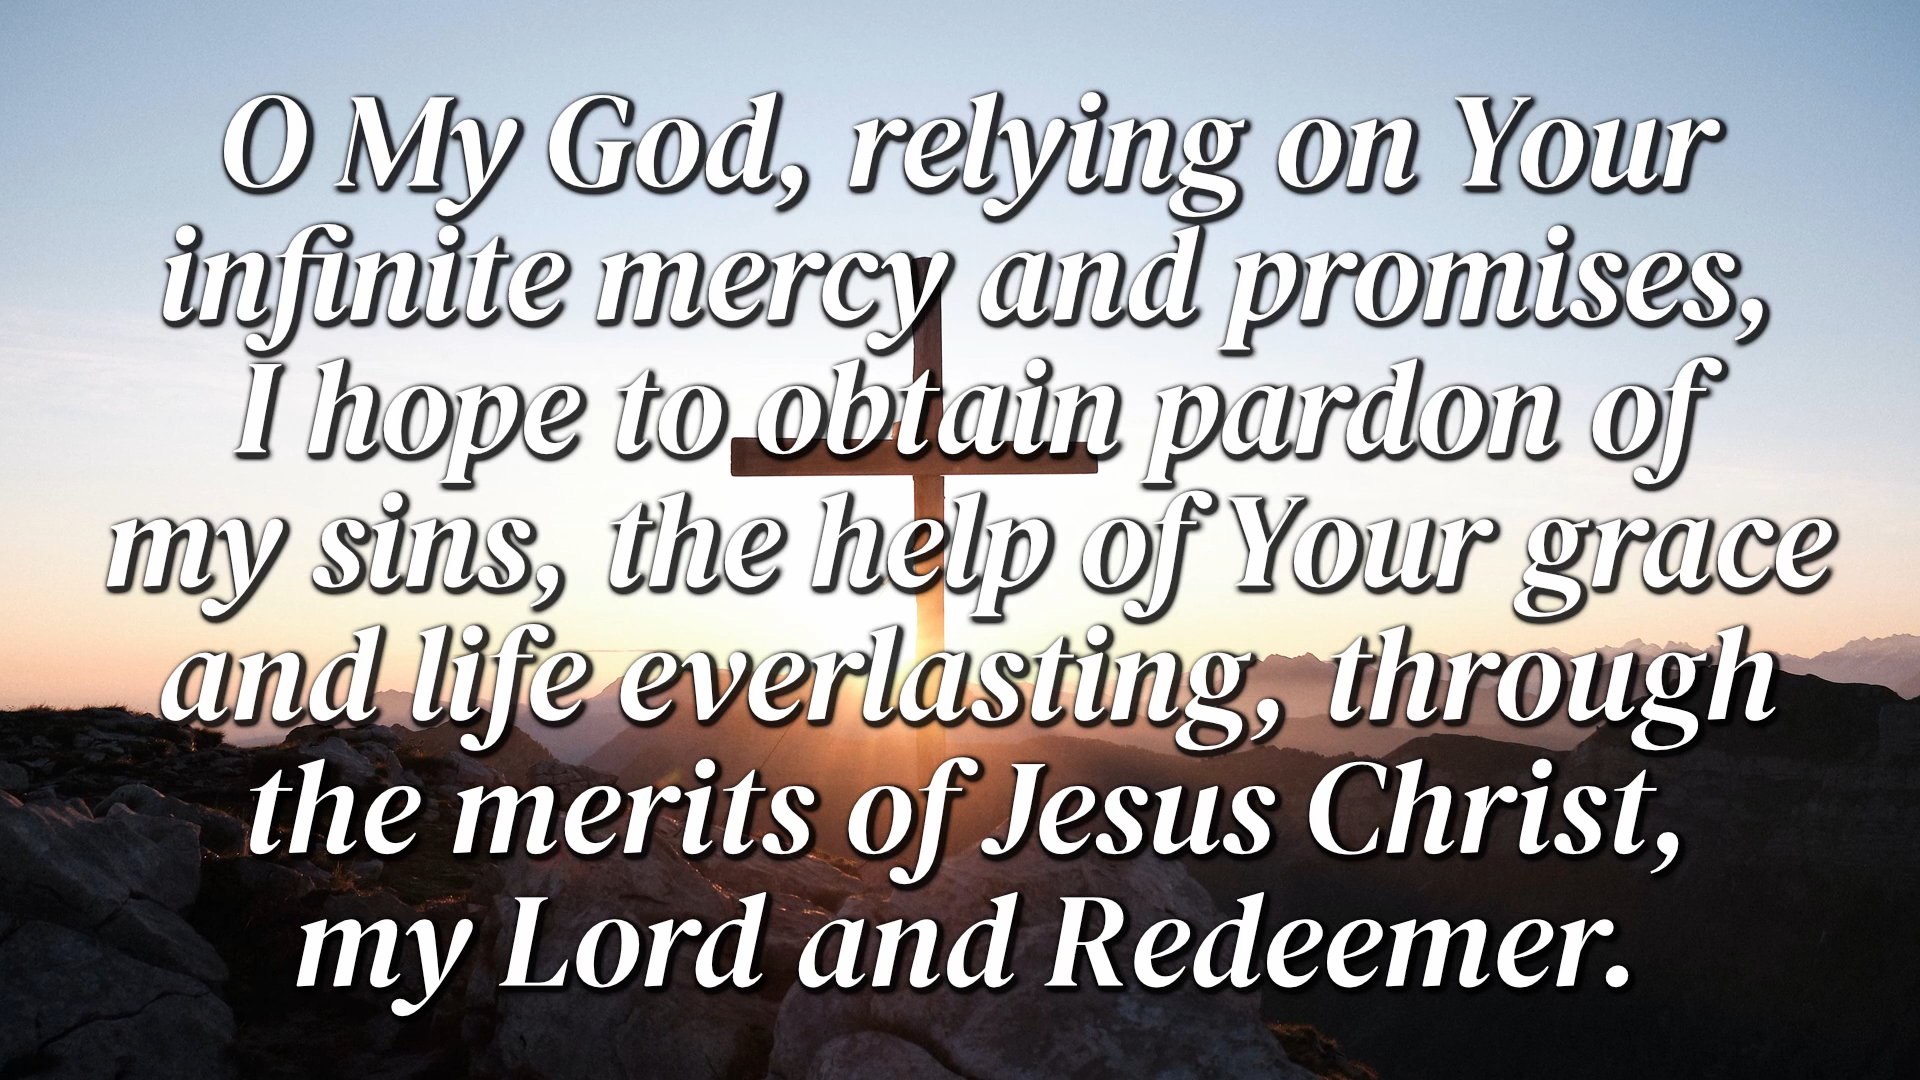 O My God, relying on Your
infinite mercy and promises,
I hope to obtain pardon of
my sins, the help of Your grace
and life everlasting, through
the merits of Jesus Christ,
my Lord and Redeemer.